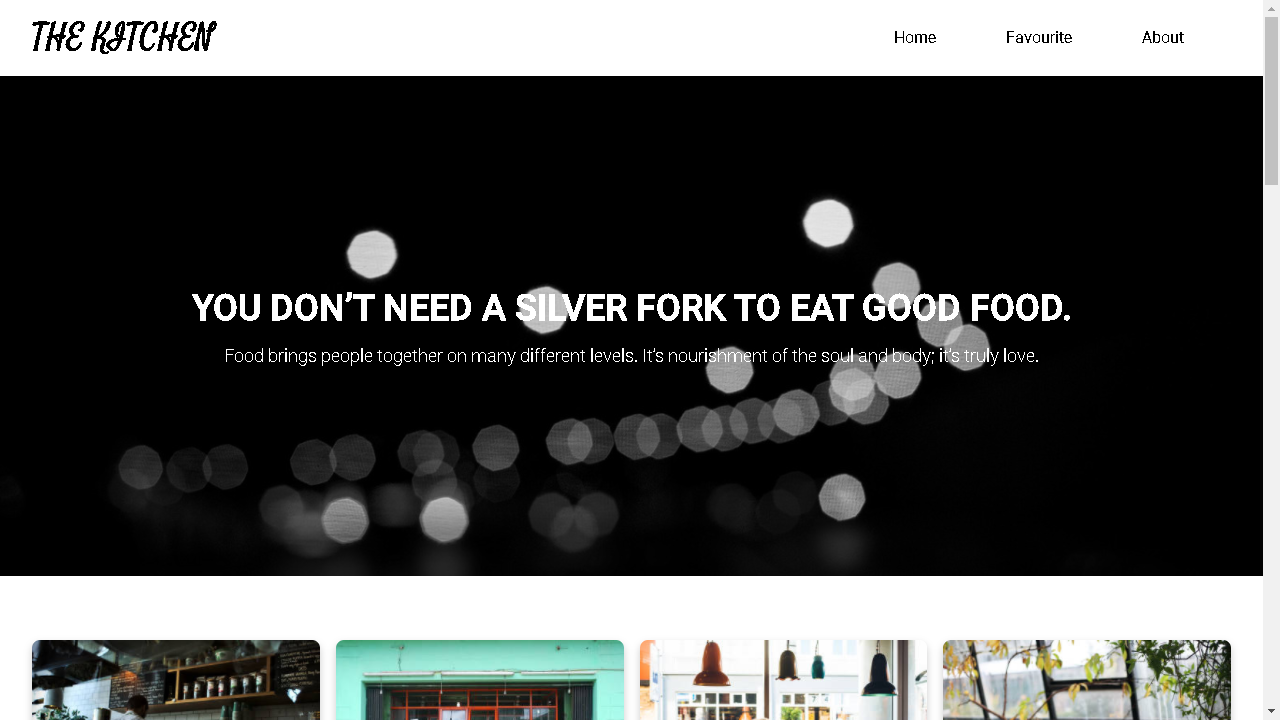 THE KITCHEN
Home
Favourite
About
YOU DON’T NEED A SILVER FORK TO EAT GOOD FOOD.
Food brings people together on many different levels. It’s nourishment of the soul and body; it’s truly love.